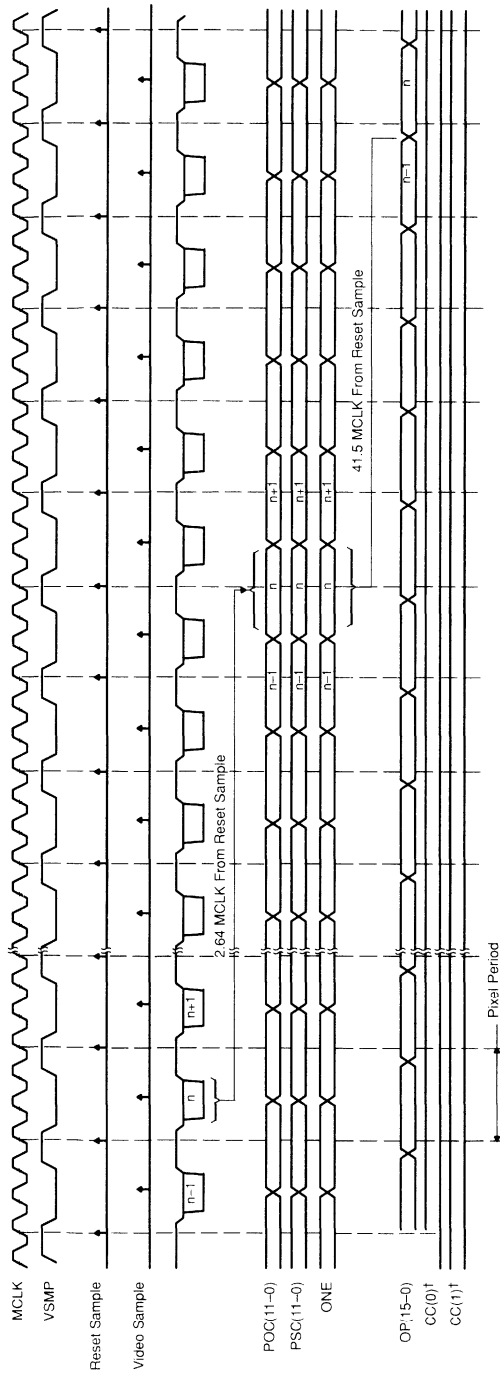 MCLK
VSMP
Reset Sample
Video Sample
n-1
n
n+1
2.64 MCLK From Reset Sample
POC(11-0)
n-1
n
n+1
PSC(11-0)
n-1
n
n+1
ONE
n-1
n
n+1
41.5 MCLK From Reset Sample
OP(15-0)
n-1
n
CC(0)†
CC(1)†
Pixel Period